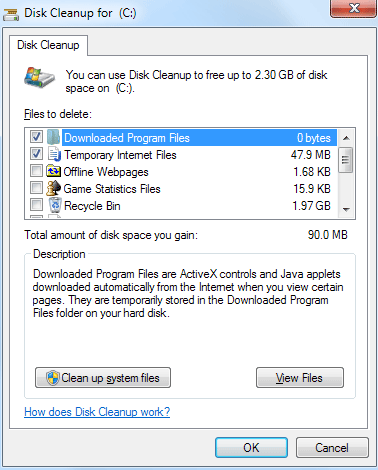 Disk Cleanup for (C:)
Disk Cleanup
You can use Disk Cleanup to free up to 2.30 GB of disk
space on (C:).
Files to delete:
Downloaded Program Files 0 bytes
Temporary Internet Files 47.9 MB
Offline Webpages 1.68 KB
Game Statistics Files 15.9 KB
Recycle Bin 1.97 GB
Total amount of disk space you gain: 90.0 MB
Description
Downloaded Program Files are ActiveX controls and Java applets
downloaded automatically from the Internet when you view certain
pages. They are temporarily stored in the Downloaded Program
Files folder on your hard disk.
Clean up system files
View Files
How does Disk Cleanup work?
OK
Cancel